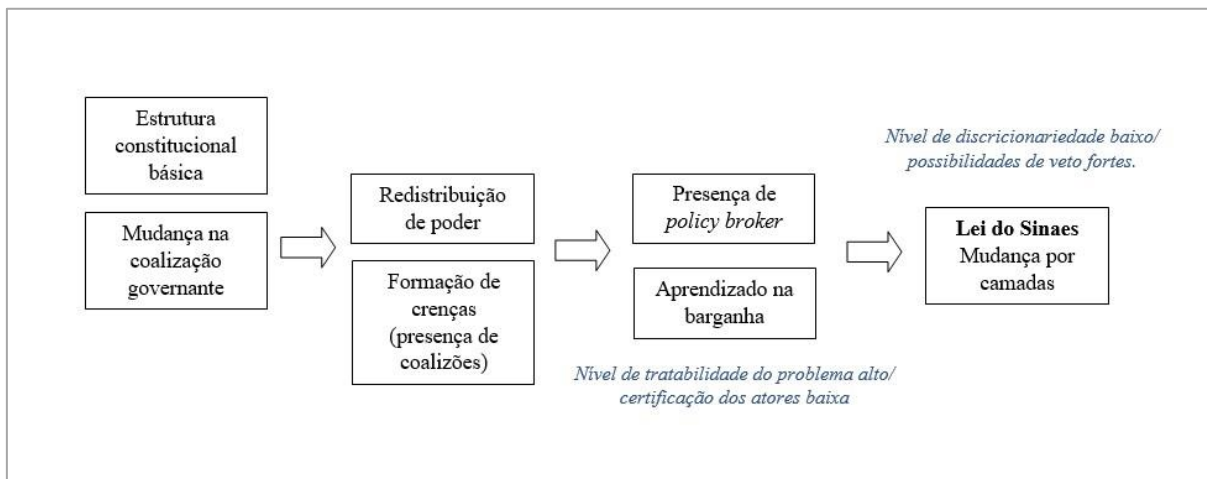 Estrutura
constitucional
básica
Mudança na
coalização
governante
Redistribuição
de poder
Formação de
crenças
(presença de
coalizões)
Presença de
policy broker
Aprendizado na
barganha
Nível de tratabilidade do problema alto/
certificação dos atores baixa
Nível de discricionariedade baixo/
possibilidades de veto fortes.
Lei do Sinaes
Mudança por
camadas